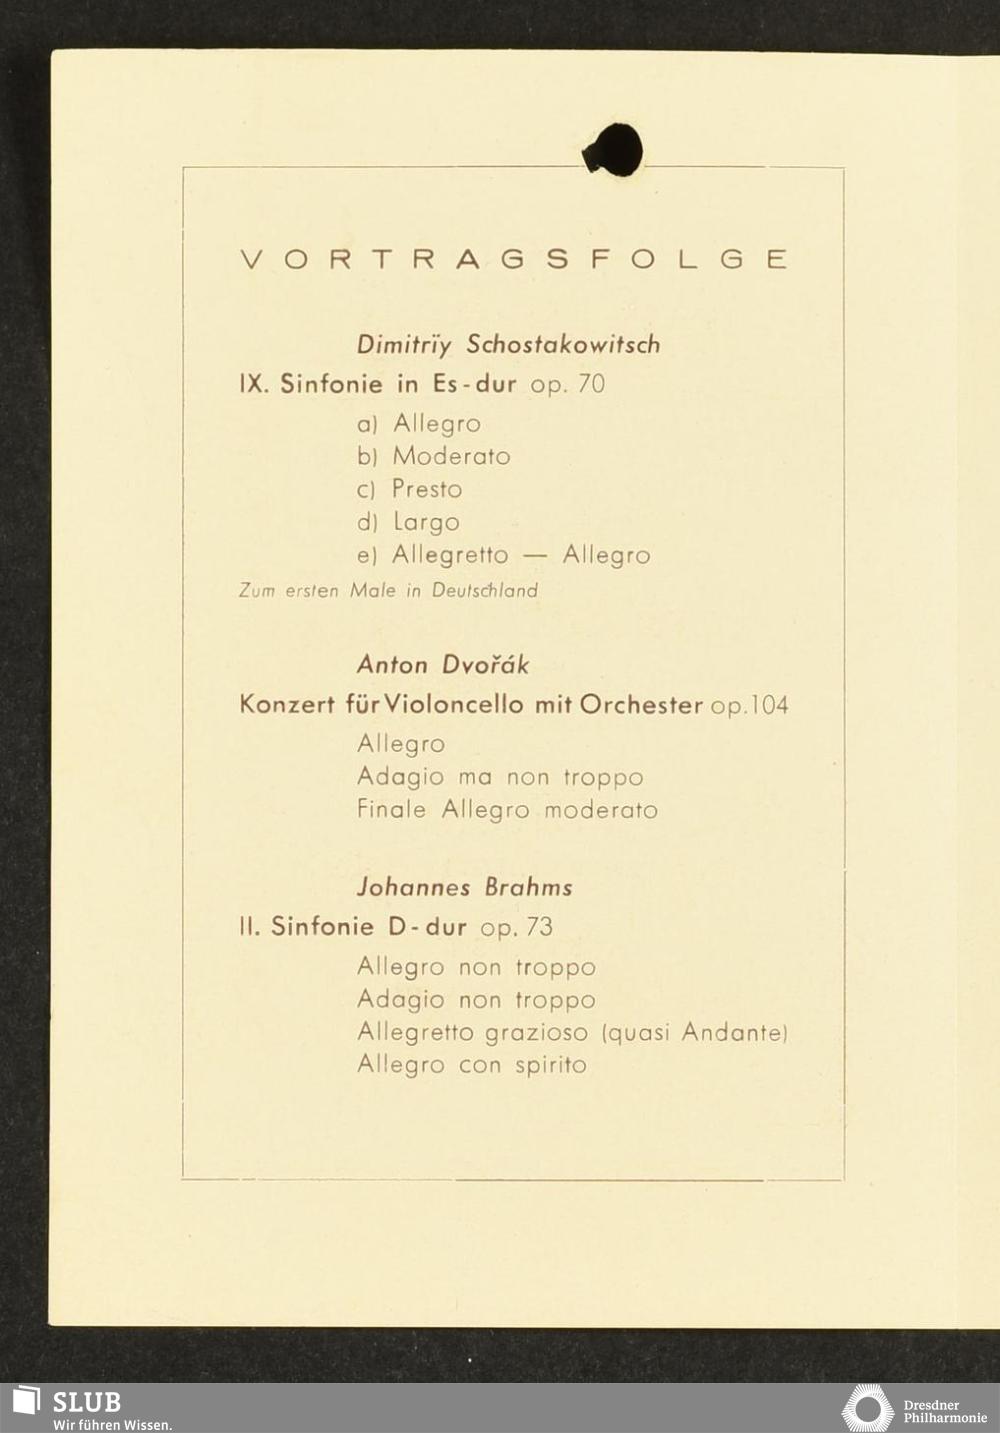 VORTRAGSFOLGE
Dimitrïy Schostakowitsch
IX. Sinfonie in Es-dur op. 70
a) Allegro
b) Moderato
c) Presto
d) Largo
e) Allegretto — Allegro
Zum ersten Male in Deutschland
Anton Dvořák
Konzert für Violoncello mit Orchester op. 104
Allegro
Adagio ma non troppo
Finale Allegro moderato
Johannes Brahms
II. Sinfonie D-dur op. 73
Allegro non troppo
Adagio non troppo
Allegretto grazioso (quasi Andante)
Allegro con spirito
SLUB
Wir führen Wissen.
Dresdner
Philharmonie